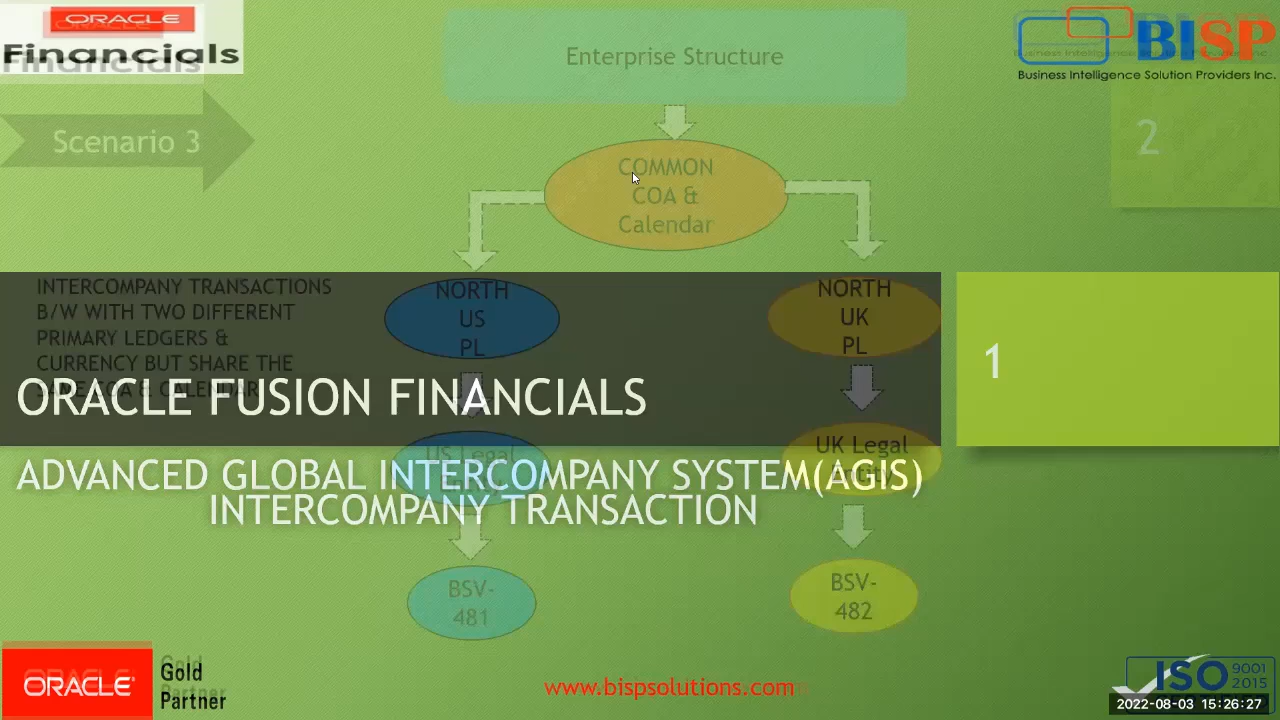 ORACLE
Financials
Enterprise Structure
BISP
Business Intelligence Solution Providers Inc.
Scenario 3
2
COMMON
COA &
Calendar
INTERCOMPANY TRANSACTIONS
B/W WITH TWO DIFFERENT
PRIMARY LEDGERS &
CURRENCY BUT SHARE THE
NORTH
US
PL
NORTH
UK
PL
1
ORACLE FUSION FINANCIALS
US Legal
UK Legal
Entity
ADVANCED GLOBAL INTERCOMPANY SYSTEM(AGIS)
INTERCOMPANY TRANSACTION
BSV-
481
BSV-
482
ORACLE
Gold
Partner
www.bispsolutions.com
ISO 9001
2015
2022-08-03 15:26:27